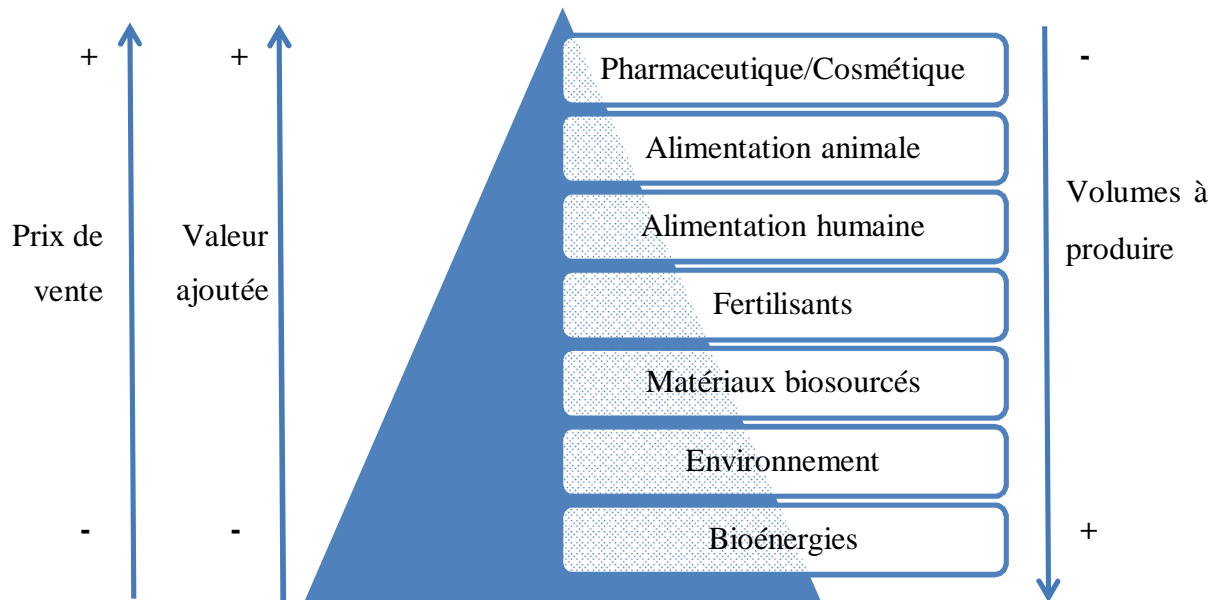 +
+
-
Pharmaceutique/Cosmétique
Alimentation animale
Alimentation humaine
Fertilisants
Matériaux biosourcés
Environnement
Bioénergies
Prix de
vente
Valeur
ajoutée
Volumes à
produire
-
-
+